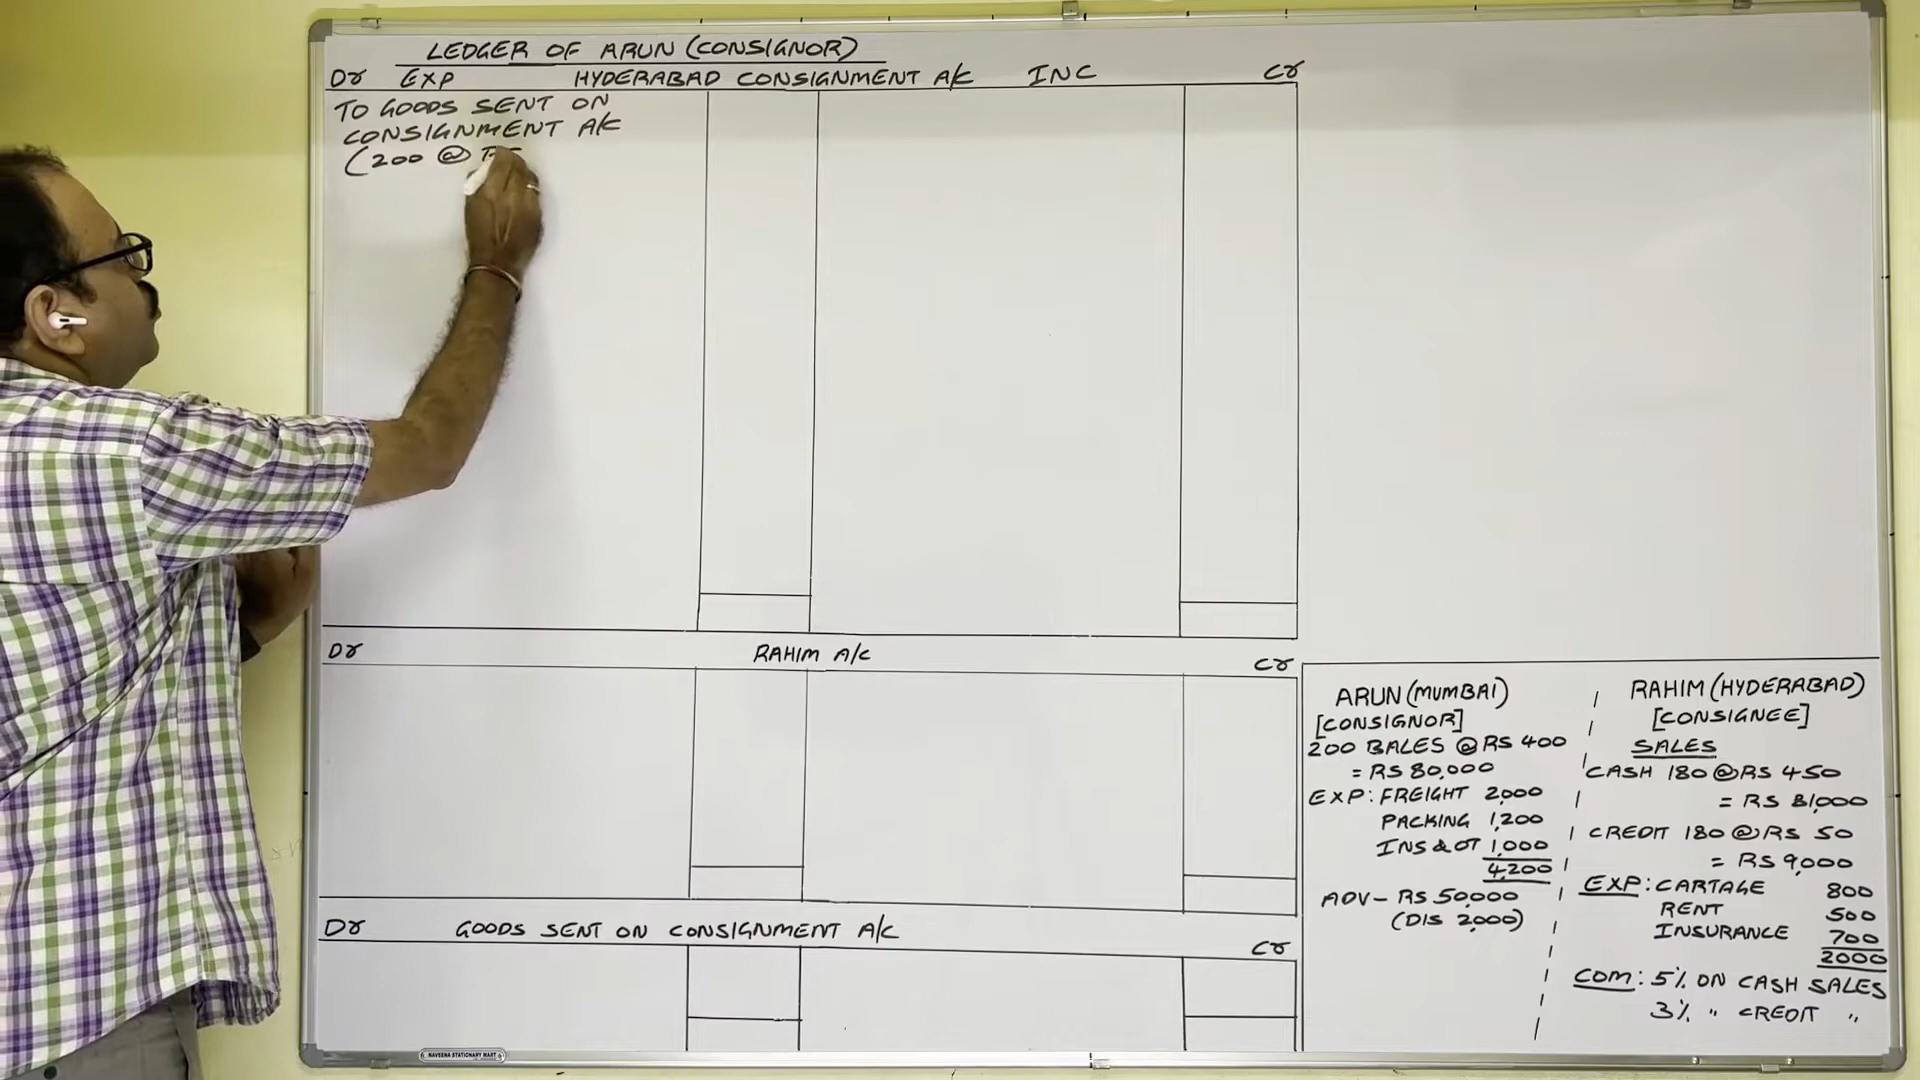 LEDGER OF ARUN (CONSIGNOR)
Dr EXP HYDERABAD CONSIGNMENT A/C INC Cr
TO GOODS SENT ON
CONSIGNMENT A/C
(200 @
Dr RAHIM A/C Cr
Dr GOODS SENT ON CONSIGNMENT A/C Cr
ARUN (MUMBAI)
[CONSIGNOR]
200 BALES @ RS 400
= RS 80,000
EXP: FREIGHT 2,000
PACKING 1,200
INS & OT 1,000
4,200
ADV - RS 50,000
(DIS 2,000)
RAHIM (HYDERABAD)
[CONSIGNEE]
SALES
CASH 180 @ RS 450
= RS 81,000
CREDIT 180 @ RS 50
= RS 9,000
EXP: CARTAGE 800
RENT 500
INSURANCE 700
2000
COM: 5% ON CASH SALES
3% " CREDIT "
NAVEENA STATIONARY MART